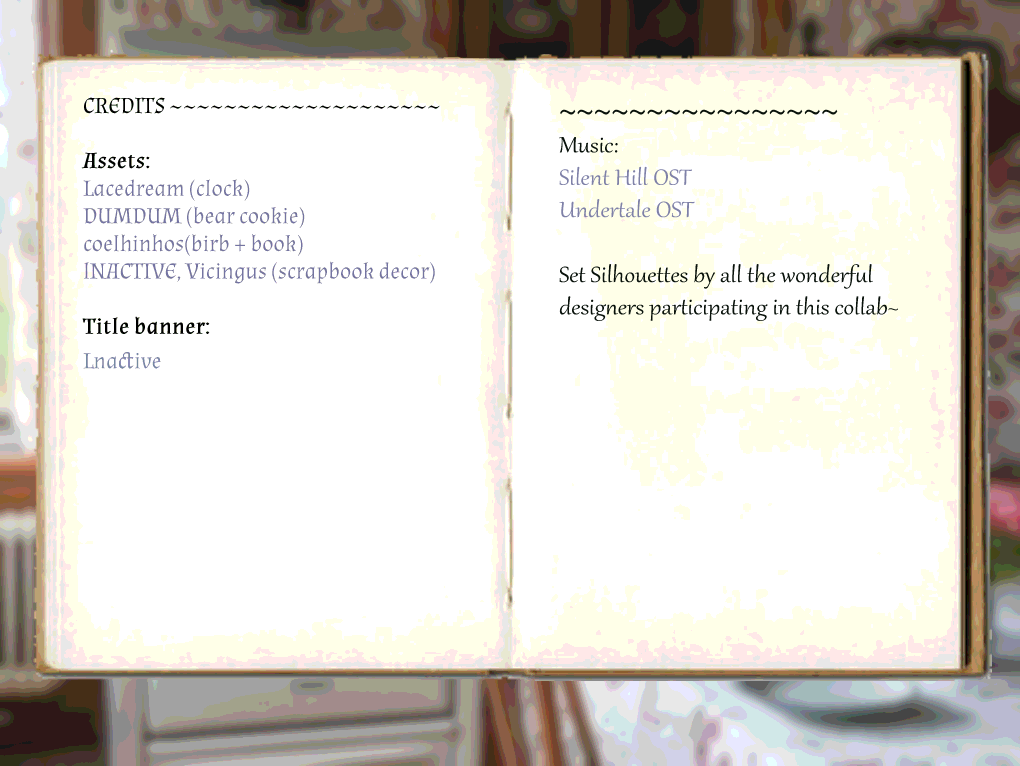 CREDITS ~~~~~~~~~~~~~~~~~~~~
Assets:
Lacedream (clock)
DUMDUM (bear cookie)
coelhinhos(birb + book)
INACTIVE, Vicingus (scrapbook decor)
Title banner:
Lnactive
~~~~~~~~~~~~~~~~
Music:
Silent Hill OST
Undertale OST
Set Silhouettes by all the wonderful
designers participating in this collab~